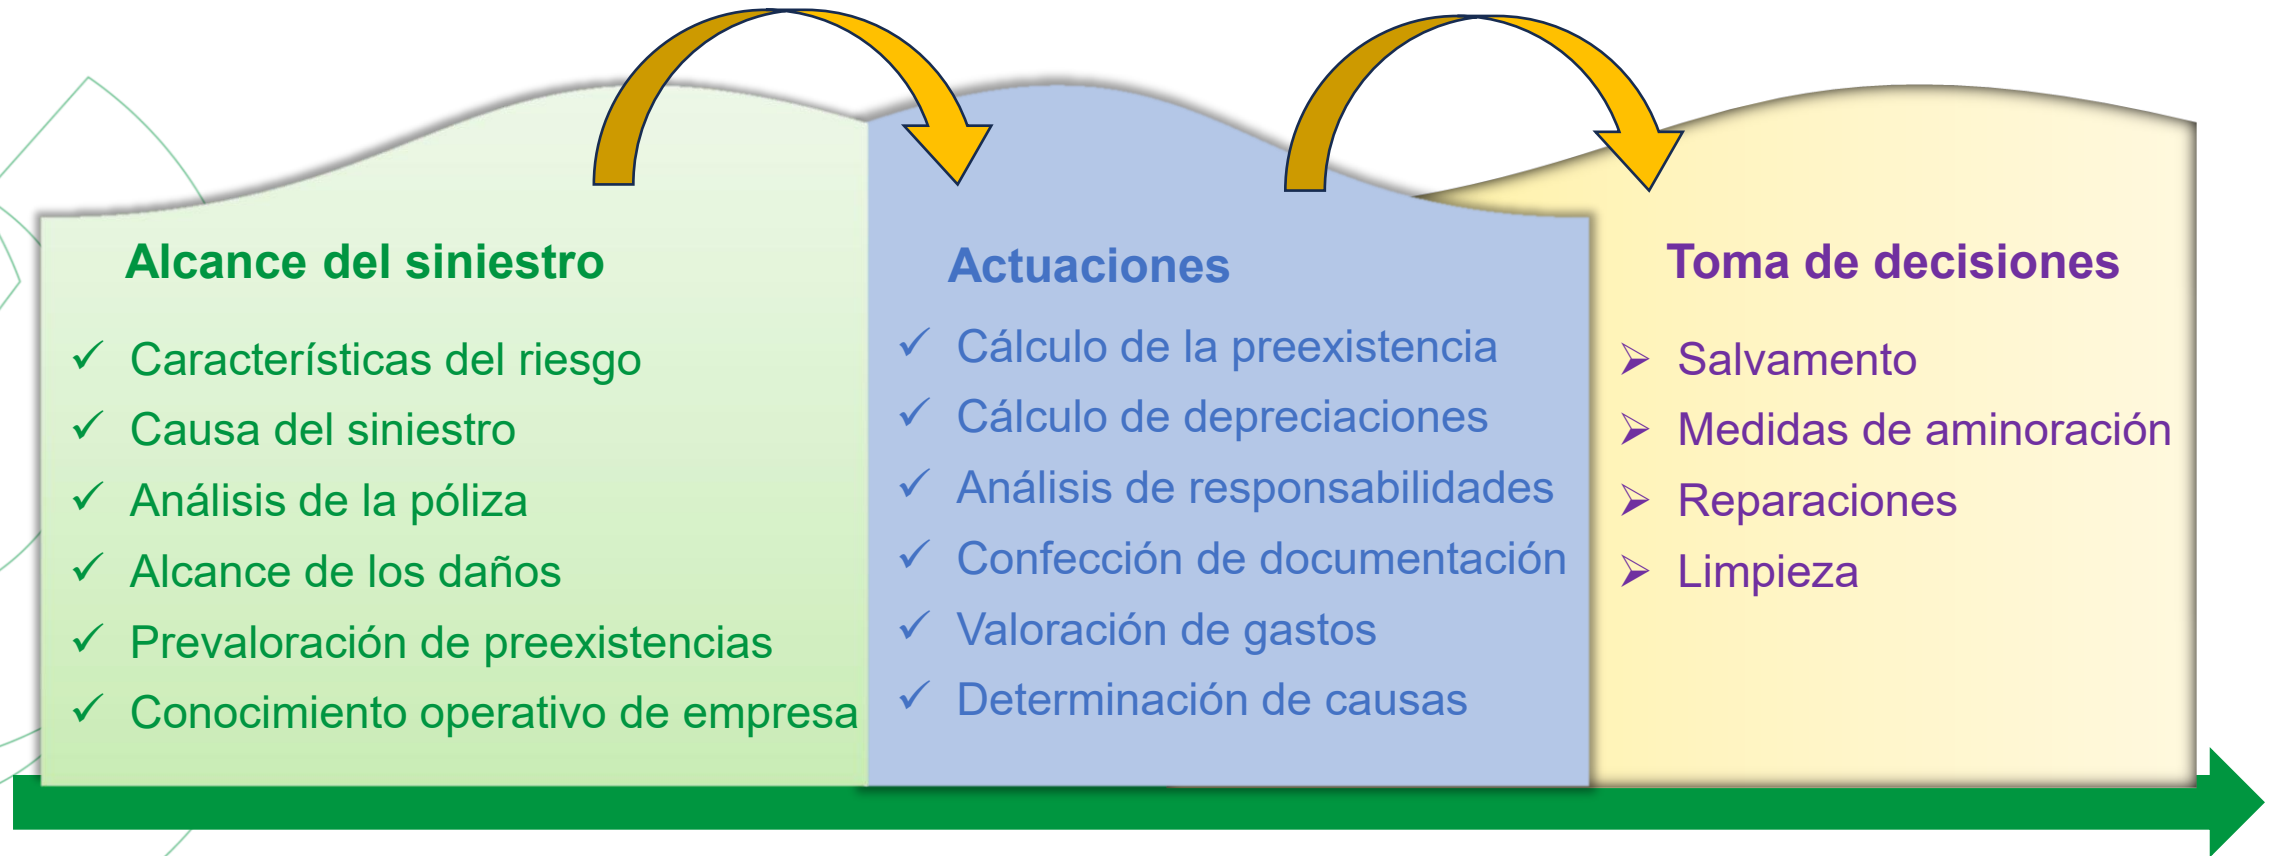 Alcance del siniestro
Características del riesgo
Causa del siniestro
Análisis de la póliza
Alcance de los daños
Prevaloración de preexistencias
Conocimiento operativo de empresa
Actuaciones
Cálculo de la preexistencia
Cálculo de depreciaciones
Análisis de responsabilidades
Confección de documentación
Valoración de gastos
Determinación de causas
Toma de decisiones
Salvamento
Medidas de aminoración
Reparaciones
Limpieza